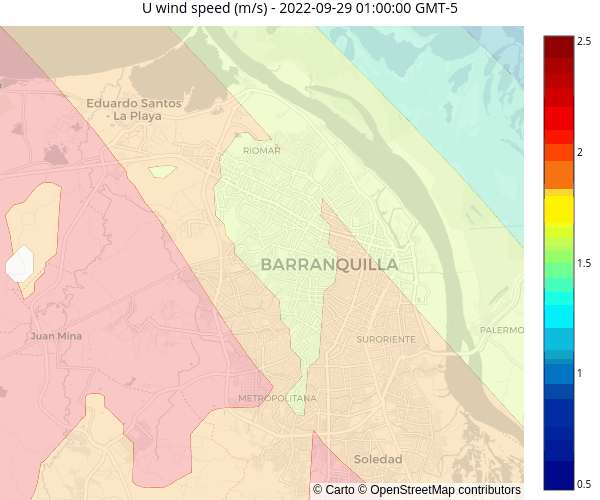 U wind speed (m/s) - 2022-09-29 01:00:00 GMT-5
2.5
Eduardo Santos
- La Playa
RIOMAR
2
BARRANQUILLA
1.5
Juan Mina
PALERMO
SURORIENTE
1
METROPOLITANA
Soledad
0.5
© Carto © OpenStreetMap contributors